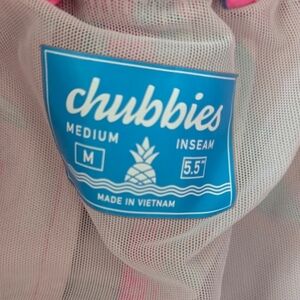 chubbies
MEDIUM INSEAM
M 5.5"
MADE IN VIETNAM